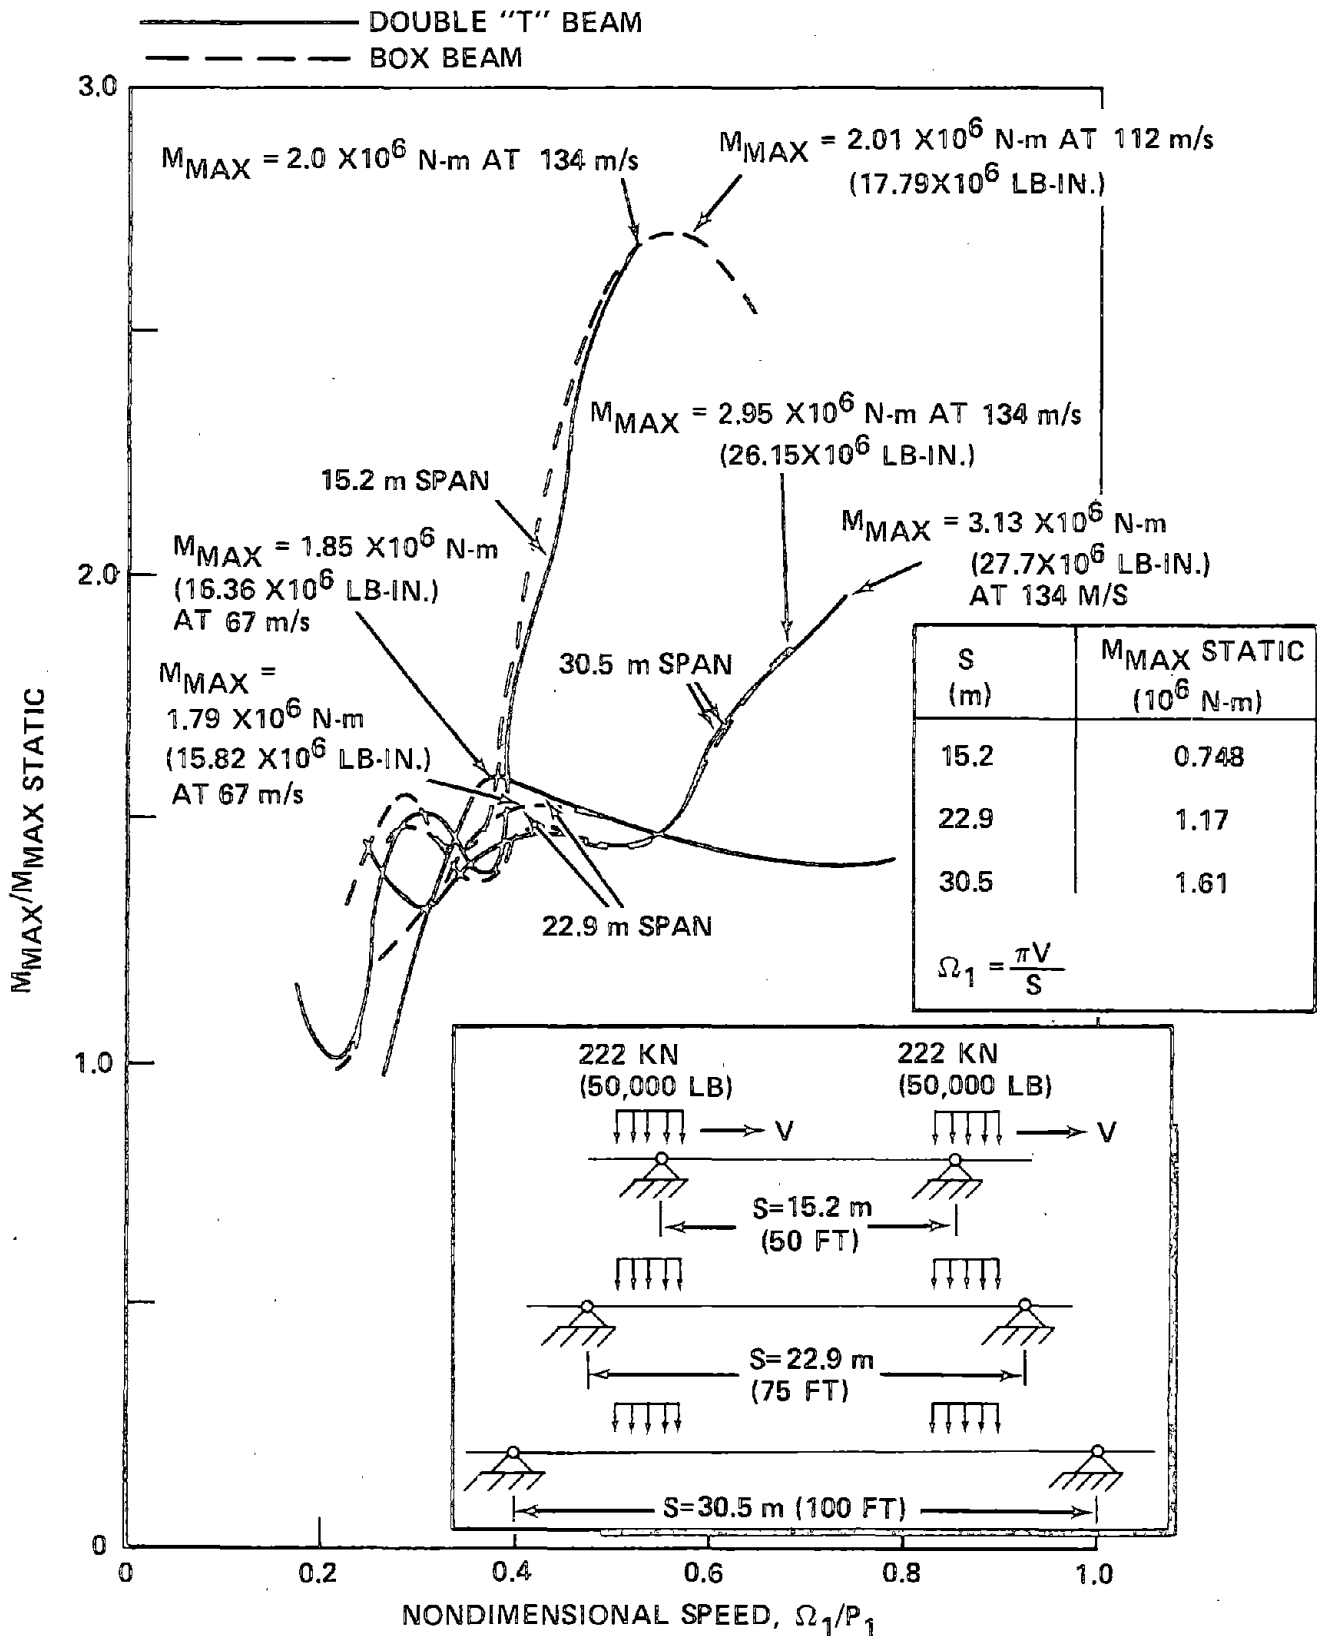 DOUBLE "T" BEAM
BOX BEAM
3.0
2.0
1.0
0
M_MAX/M_MAX STATIC
M_MAX = 2.0 X10^6 N-m AT 134 m/s
M_MAX = 2.01 X10^6 N-m AT 112 m/s
(17.79X10^6 LB-IN.)
M_MAX = 2.95 X10^6 N-m AT 134 m/s
(26.15X10^6 LB-IN.)
15.2 m SPAN
M_MAX = 3.13 X10^6 N-m
(27.7X10^6 LB-IN.)
AT 134 M/S
M_MAX = 1.85 X10^6 N-m
(16.36 X10^6 LB-IN.)
AT 67 m/s
30.5 m SPAN
M_MAX =
1.79 X10^6 N-m
(15.82 X10^6 LB-IN.)
AT 67 m/s
22.9 m SPAN
S M_MAX STATIC
(m) (10^6 N-m)
15.2 0.748
22.9 1.17
30.5 1.61
Ω_1 = πV/S
222 KN 222 KN
(50,000 LB) (50,000 LB)
V V
S=15.2 m
(50 FT)
S=22.9 m
(75 FT)
S=30.5 m (100 FT)
0 0.2 0.4 0.6 0.8 1.0
NONDIMENSIONAL SPEED, Ω_1/P_1